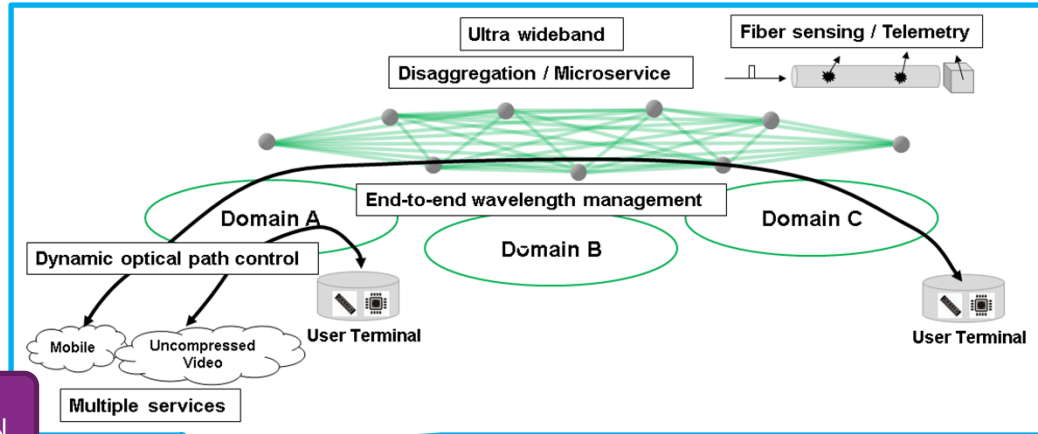 Ultra wideband
Fiber sensing / Telemetry
Disaggregation / Microservice
End-to-end wavelength management
Domain A
Domain B
Domain C
Dynamic optical path control
User Terminal
User Terminal
Mobile
Uncompressed
Video
Multiple services
N